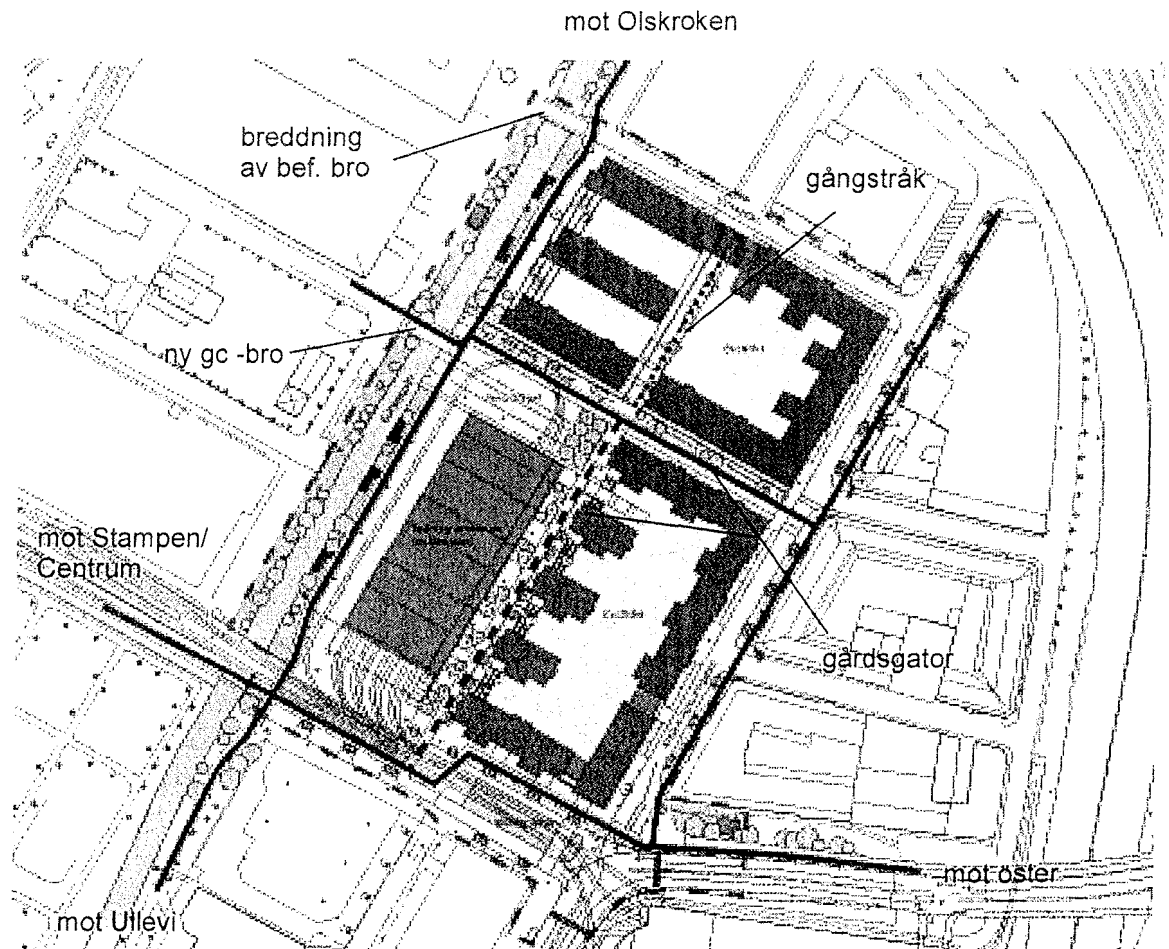 mot Olskroken
breddning
av bef. bro
gångstråk
ny gc -bro
mot Stampen/
Centrum
gårdsgator
mot öster
mot Ullevi